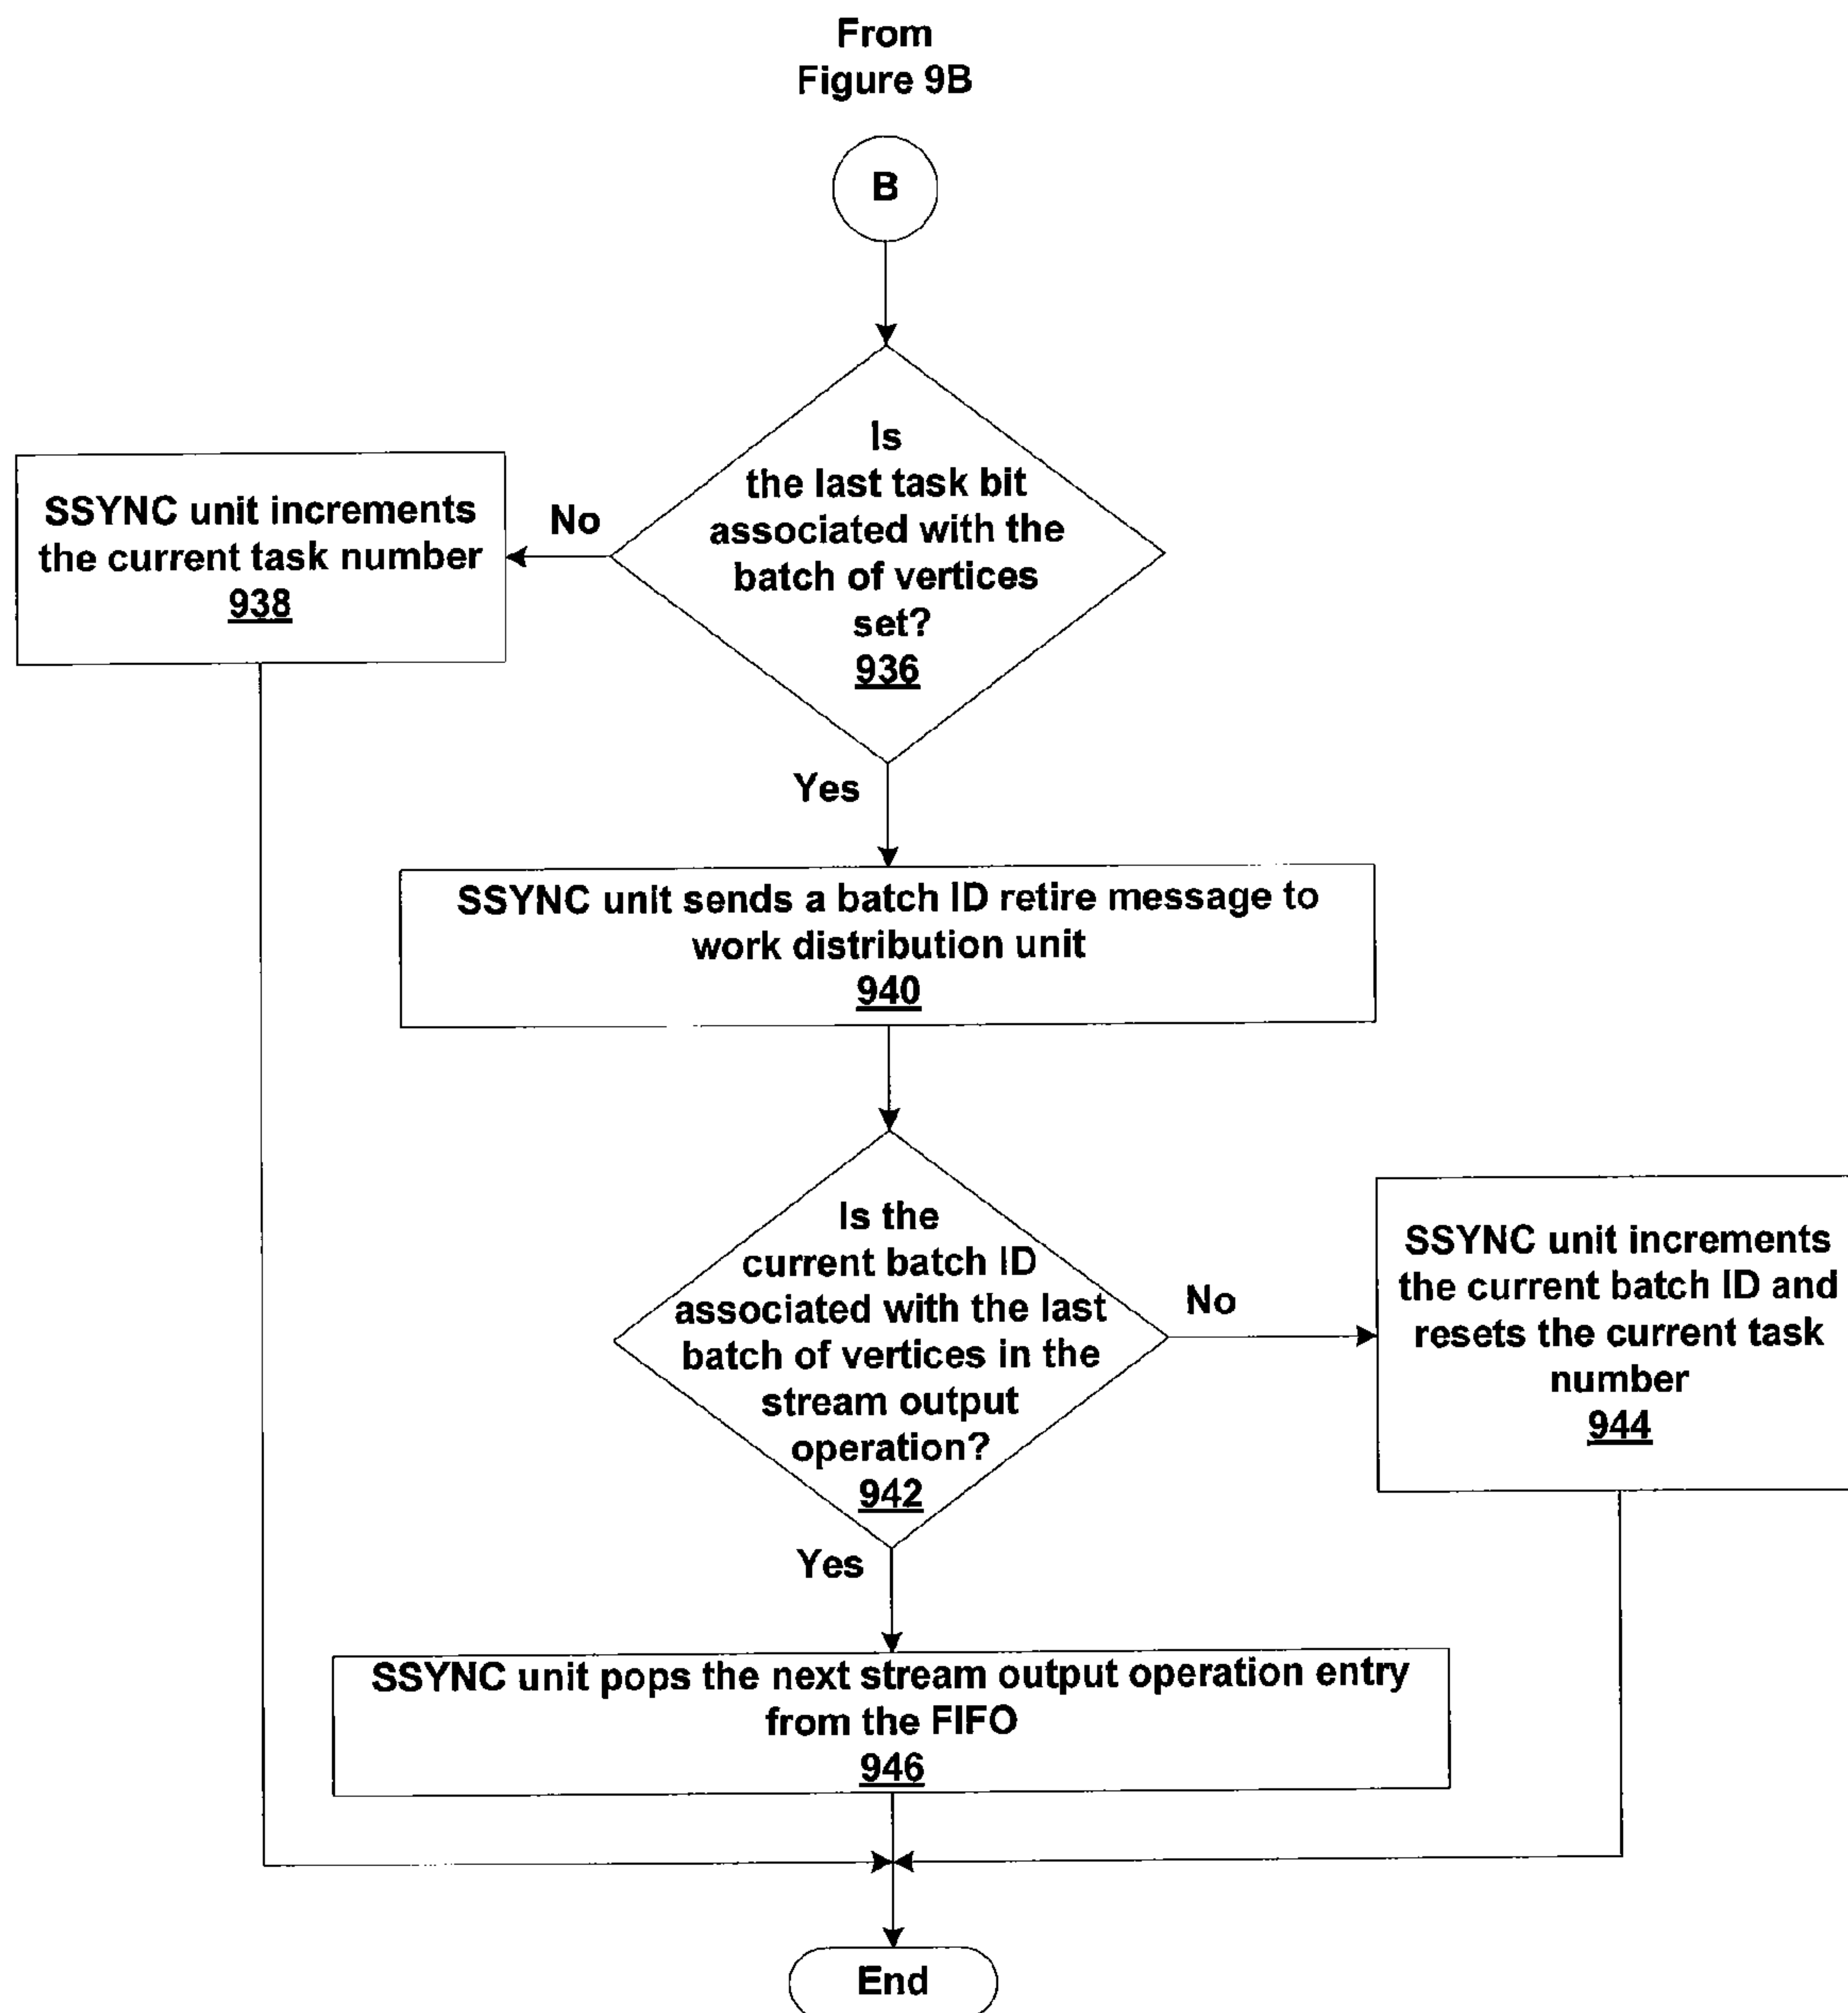 From
Figure 9B
B
Is
the last task bit
associated with the
batch of vertices
set?
936
No
SSYNC unit increments
the current task number
938
Yes
SSYNC unit sends a batch ID retire message to
work distribution unit
940
Is the
current batch ID
associated with the last
batch of vertices in the
stream output
operation?
942
No
SSYNC unit increments
the current batch ID and
resets the current task
number
944
Yes
SSYNC unit pops the next stream output operation entry
from the FIFO
946
End